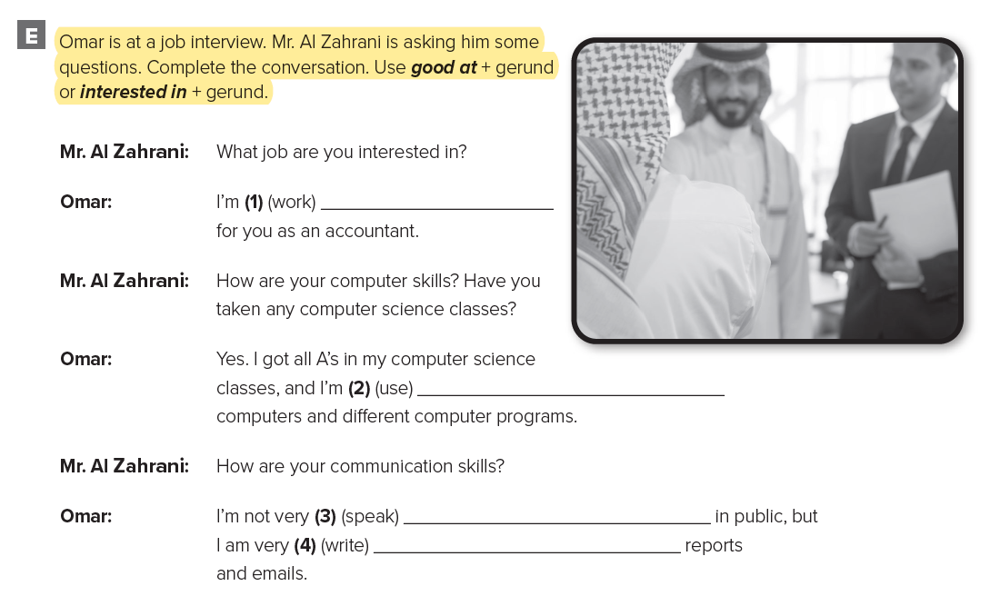 E
Omar is at a job interview. Mr. Al Zahrani is asking him some
questions. Complete the conversation. Use good at + gerund
or interested in + gerund.
Mr. Al Zahrani: What job are you interested in?
Omar: I'm (1) (work) ____________________
for you as an accountant.
Mr. Al Zahrani: How are your computer skills? Have you
taken any computer science classes?
Omar: Yes. I got all A's in my computer science
classes, and I'm (2) (use) ____________________
computers and different computer programs.
Mr. Al Zahrani: How are your communication skills?
Omar: I'm not very (3) (speak) ____________________ in public, but
I am very (4) (write) ____________________ reports
and emails.